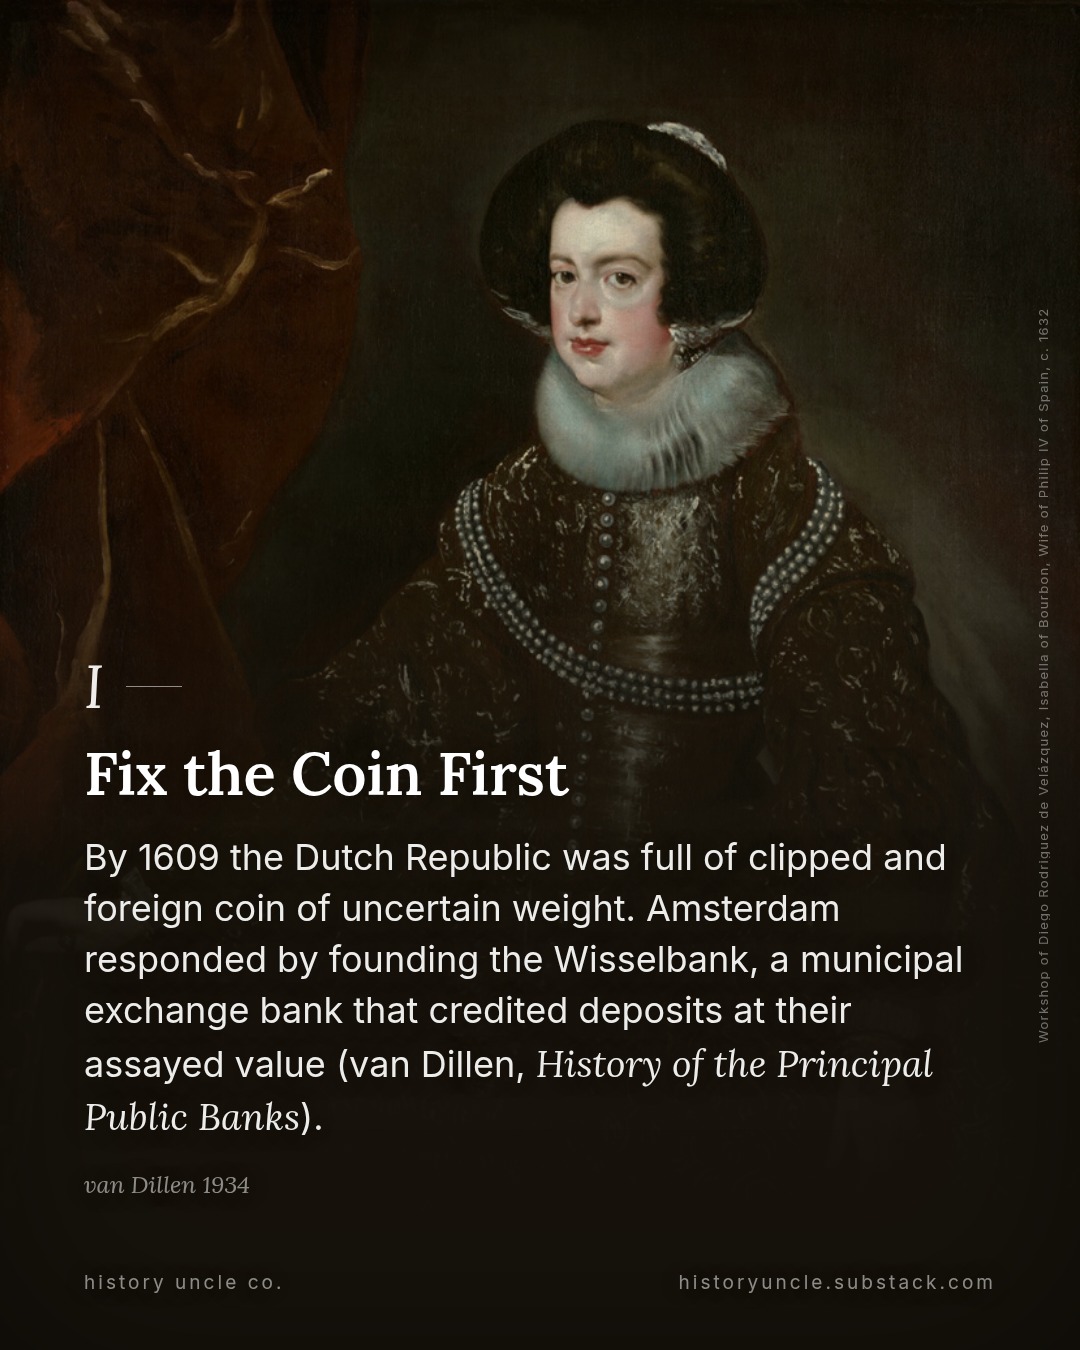 I
Fix the Coin First
By 1609 the Dutch Republic was full of clipped and
foreign coin of uncertain weight. Amsterdam
responded by founding the Wisselbank, a municipal
exchange bank that credited deposits at their
assayed value (van Dillen, History of the Principal
Public Banks).
van Dillen 1934
history uncle co.
historyuncle.substack.com
Workshop of Diego Rodríguez de Velázquez, Isabella of Bourbon, Wife of Philip IV of Spain, c. 1632